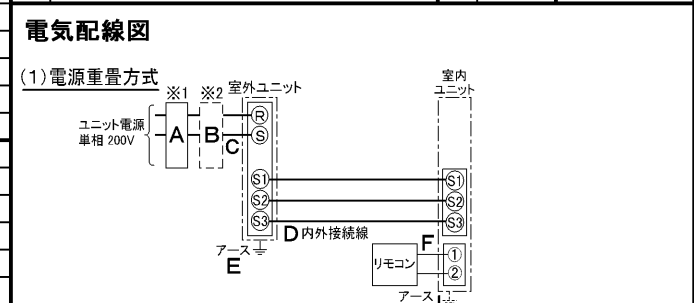 電気配線図
(1)電源重畳方式
※1 ※2 室外ユニット
室内
ユニット
ユニット電源
単相 200V
A B C
R
S
S1 S1
S2 S2
S3 S3
D 内外接続線
アース
E
F
リモコン
①
②
アース